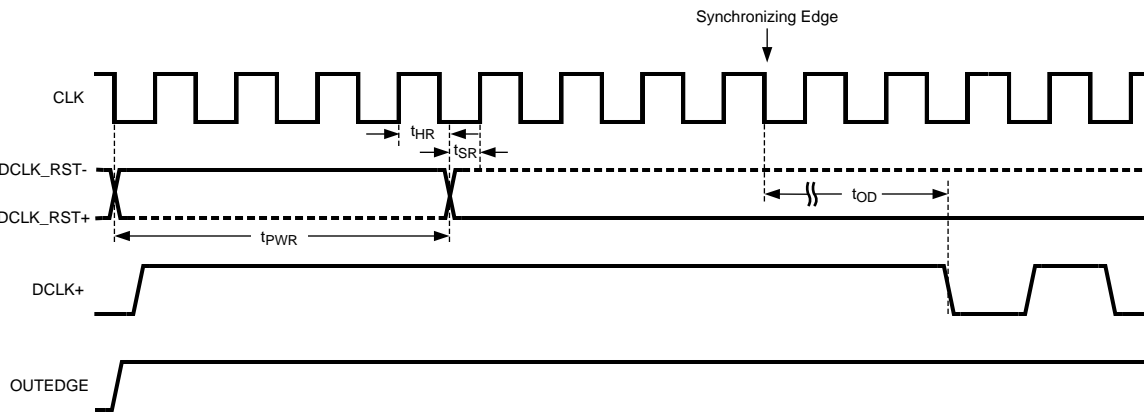 Synchronizing Edge
CLK
tHR
tSR
DCLK_RST-
tOD
DCLK_RST+
tPWR
DCLK+
OUTEDGE